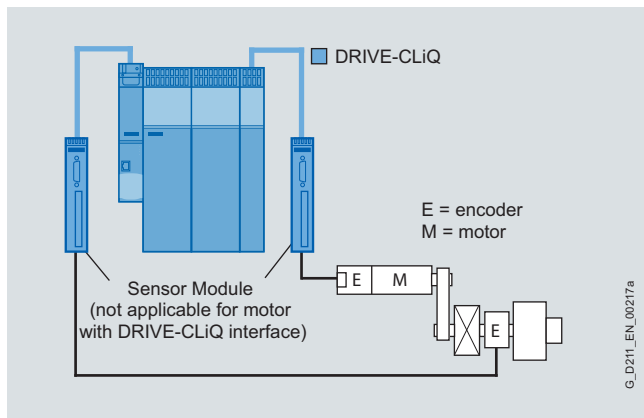 DRIVE-CLiQ
E = encoder
M = motor
E M
Sensor Module
(not applicable for motor
with DRIVE-CLiQ interface)
E
G_D211_EN_00217a